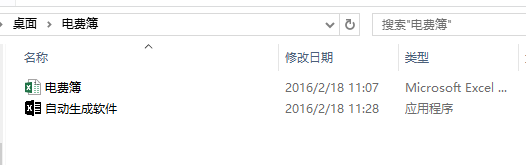 桌面 > 电费簿
搜索"电费簿"
名称 修改日期 类型
电费簿 2016/2/18 11:07 Microsoft Excel ...
自动生成软件 2016/2/18 11:28 应用程序